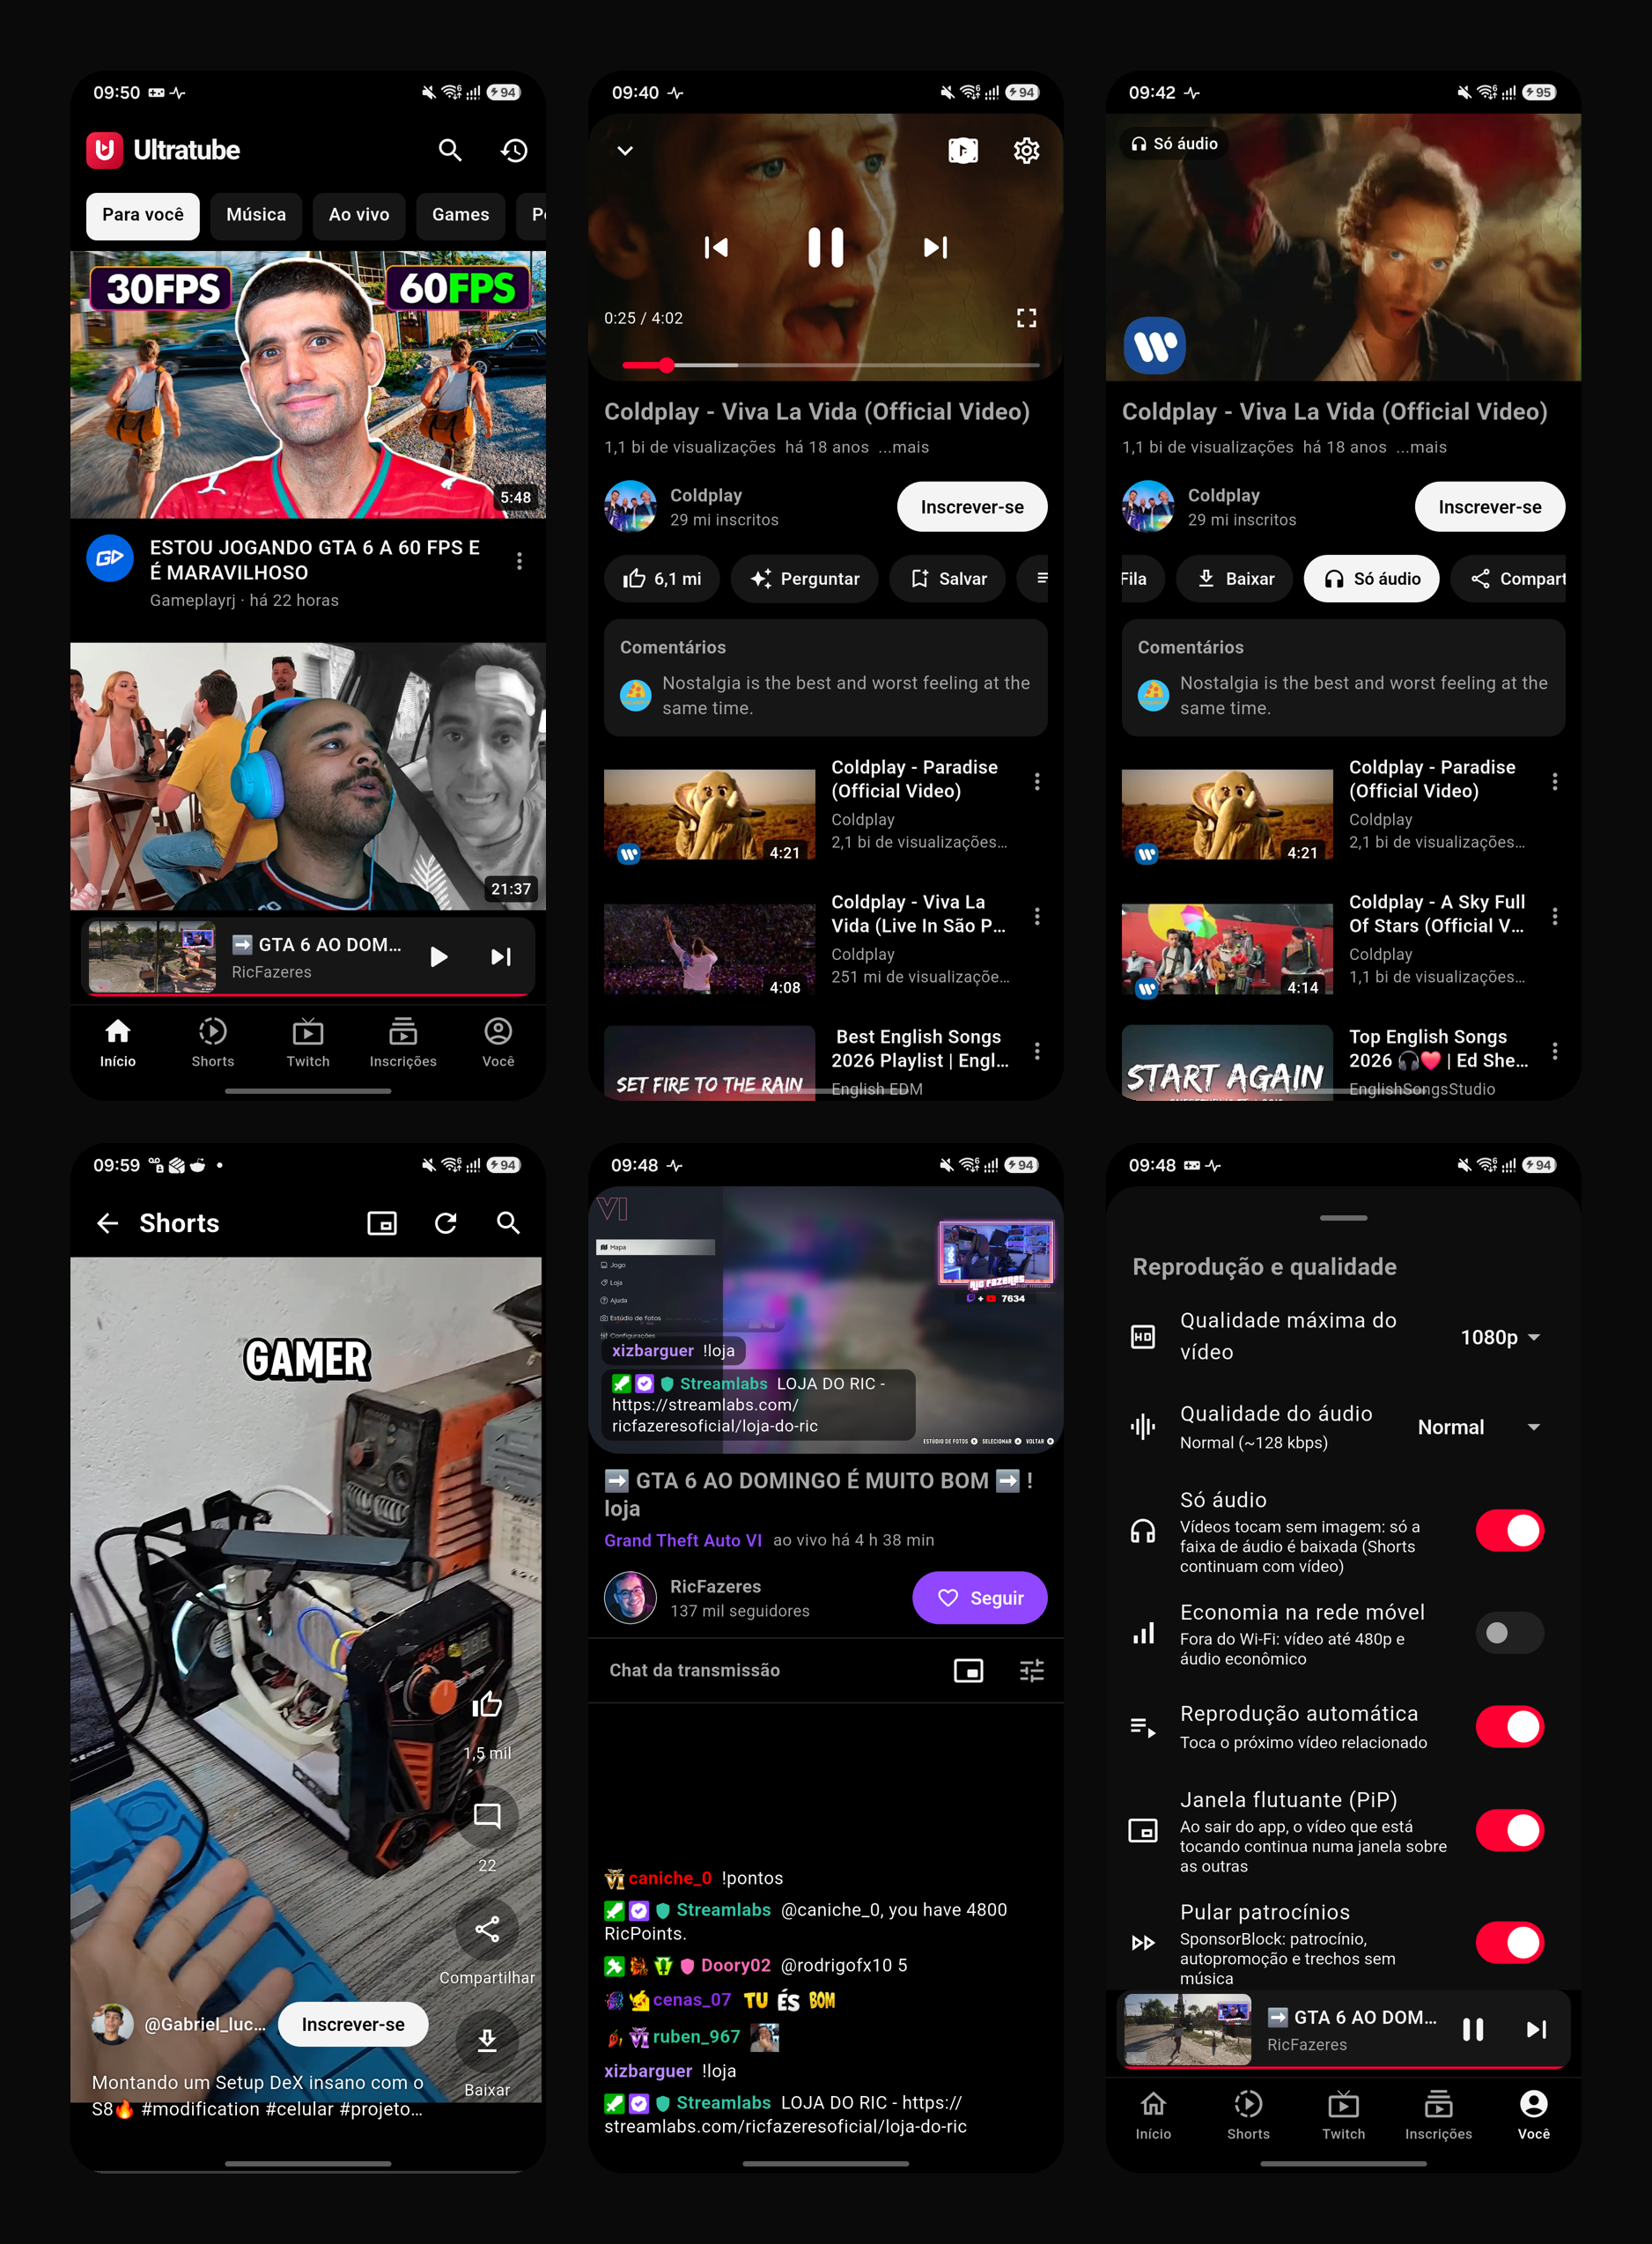 09:50
94
Ultratube
Para você
Música
Ao vivo
Games
30FPS
60FPS
5:48
ESTOU JOGANDO GTA 6 A 60 FPS E
É MARAVILHOSO
Gameplayrj · há 22 horas
21:37
➡️ GTA 6 AO DOM...
RicFazeres
Início
Shorts
Twitch
Inscrições
Você
09:40
94
0:25 / 4:02
Coldplay - Viva La Vida (Official Video)
1,1 bi de visualizações há 18 anos ...mais
Coldplay
29 mi inscritos
Inscrever-se
6,1 mi
Perguntar
Salvar
Comentários
Nostalgia is the best and worst feeling at the
same time.
4:21
Coldplay - Paradise
(Official Video)
Coldplay
2,1 bi de visualizações...
4:08
Coldplay - Viva La
Vida (Live In São P...
Coldplay
251 mi de visualizaçõe...
SET FIRE TO THE RAIN
Best English Songs
2026 Playlist | Engl...
English EDM
09:42
95
Só áudio
Coldplay - Viva La Vida (Official Video)
1,1 bi de visualizações há 18 anos ...mais
Coldplay
29 mi inscritos
Inscrever-se
Fila
Baixar
Só áudio
Compart
Comentários
Nostalgia is the best and worst feeling at the
same time.
4:21
Coldplay - Paradise
(Official Video)
Coldplay
2,1 bi de visualizações...
4:14
Coldplay - A Sky Full
Of Stars (Official V...
Coldplay
1,1 bi de visualizações...
START AGAIN
Top English Songs
2026 🎧❤️ | Ed She...
EnglishSongsStudio
09:59
94
Shorts
GAMER
1,5 mil
22
Compartilhar
@Gabriel_luc...
Inscrever-se
Baixar
Montando um Setup DeX insano com o
S8🔥 #modification #celular #projeto...
09:48
94
VI
Mapa
Jogo
Loja
Ajuda
Estúdio de fotos
Configurações
RIC FAZERES
+ 7634
xizbarguer !loja
Streamlabs LOJA DO RIC -
https://streamlabs.com/
ricfazeresoficial/loja-do-ric
ESTÚDIO DE FOTOS SELECIONAR VOLTAR
➡️ GTA 6 AO DOMINGO É MUITO BOM ➡️ !
loja
Grand Theft Auto VI ao vivo há 4 h 38 min
RicFazeres
137 mil seguidores
Seguir
Chat da transmissão
caniche_0 !pontos
Streamlabs @caniche_0, you have 4800
RicPoints.
Doory02 @rodrigofx10 5
cenas_07 TU ÉS BOM
ruben_967
xizbarguer !loja
Streamlabs LOJA DO RIC - https://
streamlabs.com/ricfazeresoficial/loja-do-ric
09:48
94
Reprodução e qualidade
Qualidade máxima do
vídeo
1080p
Qualidade do áudio
Normal (~128 kbps)
Normal
Só áudio
Vídeos tocam sem imagem: só a
faixa de áudio é baixada (Shorts
continuam com vídeo)
Economia na rede móvel
Fora do Wi-Fi: vídeo até 480p e
áudio econômico
Reprodução automática
Toca o próximo vídeo relacionado
Janela flutuante (PiP)
Ao sair do app, o vídeo que está
tocando continua numa janela sobre
as outras
Pular patrocínios
SponsorBlock: patrocínio,
autopromoção e trechos sem
música
➡️ GTA 6 AO DOM...
RicFazeres
Início
Shorts
Twitch
Inscrições
Você